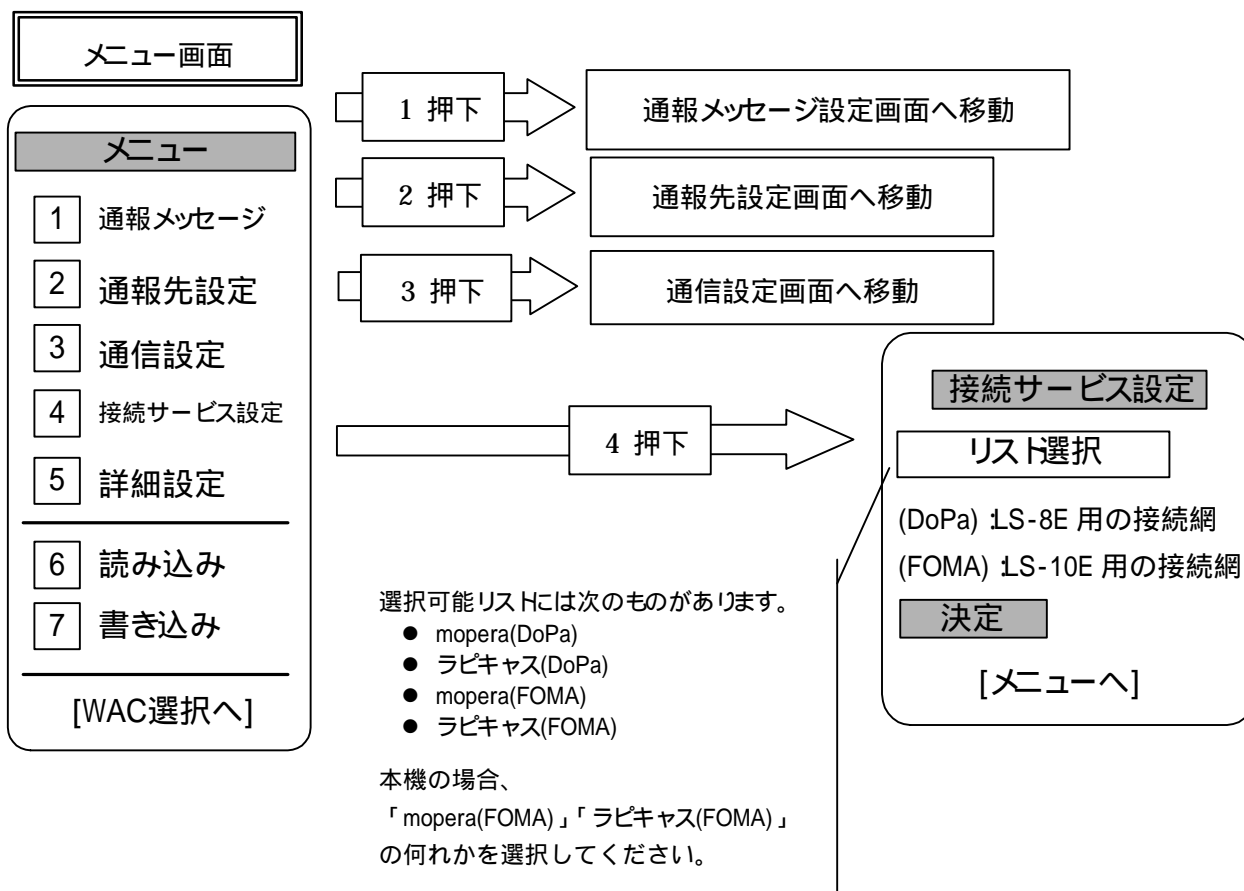 メニュー画面
メニュー
1 通報メッセージ
2 通報先設定
3 通信設定
4 接続サービス設定
5 詳細設定
6 読み込み
7 書き込み
[WAC選択へ]
1 押下
通報メッセージ設定画面へ移動
2 押下
通報先設定画面へ移動
3 押下
通信設定画面へ移動
4 押下
接続サービス設定
リスト選択
(DoPa) :LS-8E 用の接続網
(FOMA) :LS-10E 用の接続網
決定
[メニューへ]
選択可能リストには次のものがあります。
● mopera(DoPa)
● ラピキャス(DoPa)
● mopera(FOMA)
● ラピキャス(FOMA)
本機の場合、
「mopera(FOMA)」「ラピキャス(FOMA)」
の何れかを選択してください。